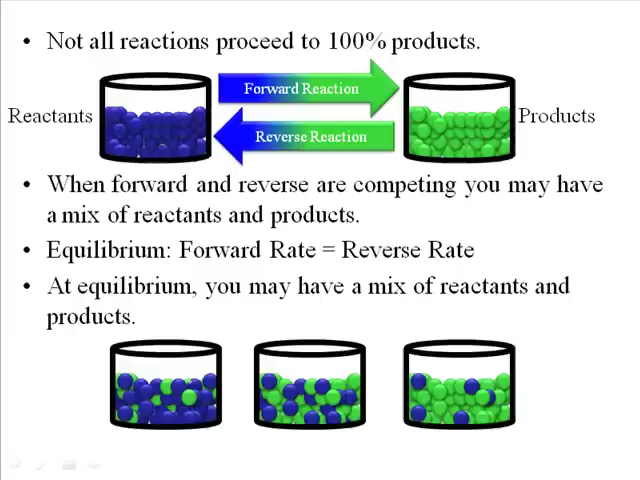 • Not all reactions proceed to 100% products.
Forward Reaction
Reactants
Products
Reverse Reaction
• When forward and reverse are competing you may have
a mix of reactants and products.
• Equilibrium: Forward Rate = Reverse Rate
• At equilibrium, you may have a mix of reactants and
products.